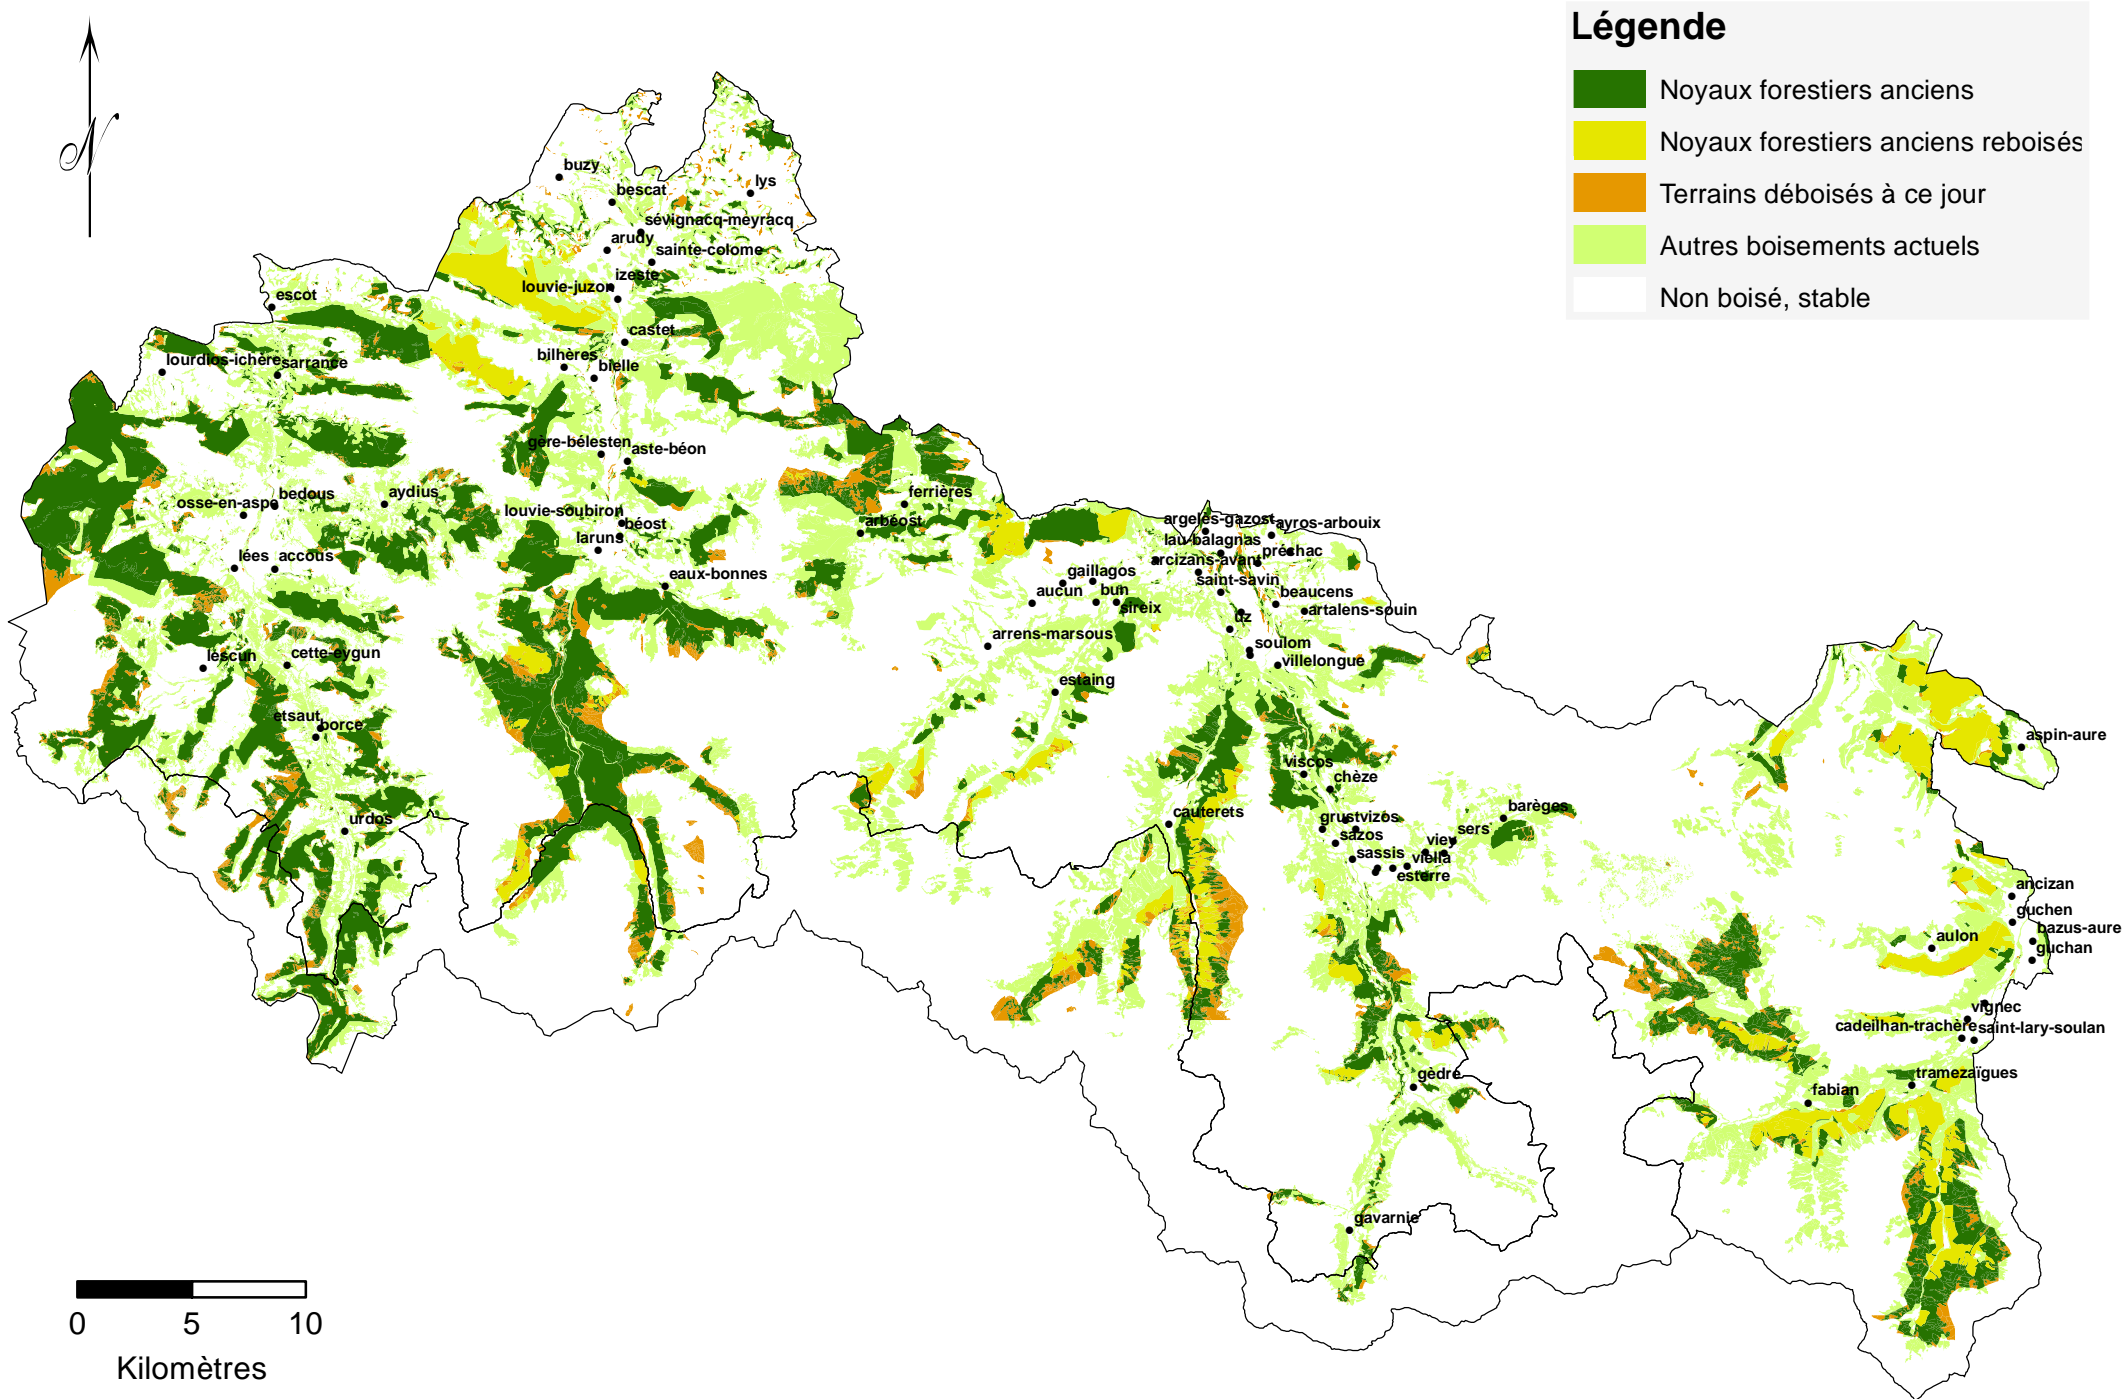 Légende
Noyaux forestiers anciens
Noyaux forestiers anciens reboisés
Terrains déboisés à ce jour
Autres boisements actuels
Non boisé, stable
N
buzy
bescat
lys
sévignacq-meyracq
arudy
sainte-colome
izeste
louvie-juzon
escot
castet
bilhères
bielle
lourdios-ichère
sarrance
gère-bélesten
aste-béon
osse-en-aspe
bedous
aydius
louvie-soubiron
béost
laruns
ferrières
arbéost
lées
accous
eaux-bonnes
argelès-gazost
ayros-arbouix
lau-balagnas
préchac
arcizans-avant
gaillagos
saint-savin
aucun
bun
sireix
beaucens
artalens-souin
uz
arrens-marsous
soulom
villelongue
lescun
cette-eygun
estaing
etsaut
borce
aspin-aure
viscos
chèze
urdos
cauterets
barèges
grust
vizos
sers
sazos
viey
sassis
viella
esterre
ancizan
guchen
bazus-aure
aulon
guchan
vignec
cadeilhan-trachère
saint-lary-soulan
gèdre
tramezaïgues
fabian
gavarnie
0 5 10
Kilomètres